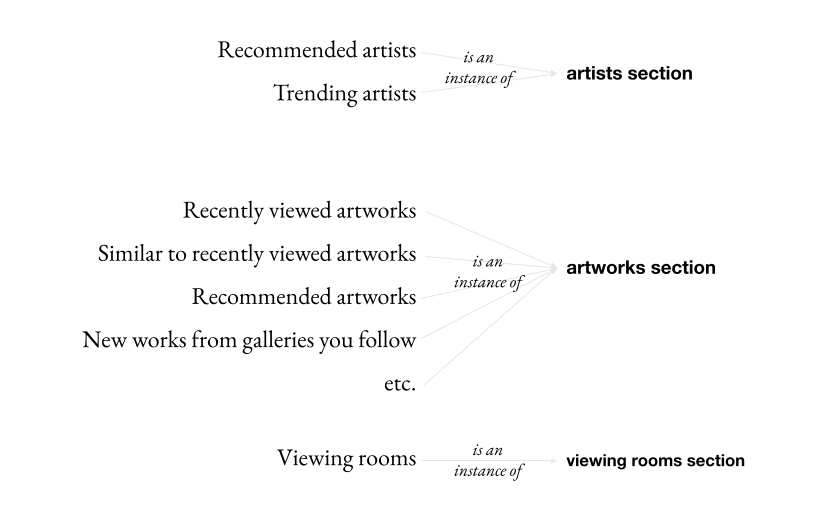 Recommended artists
Trending artists
is an
instance of
artists section
Recently viewed artworks
Similar to recently viewed artworks
Recommended artworks
New works from galleries you follow
etc.
is an
instance of
artworks section
Viewing rooms
is an
instance of
viewing rooms section